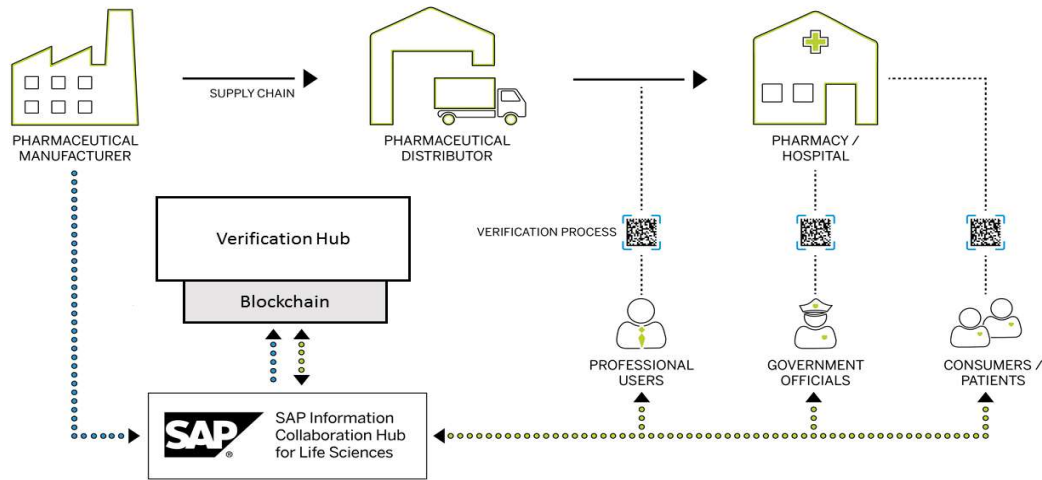 SUPPLY CHAIN
PHARMACEUTICAL
MANUFACTURER
PHARMACEUTICAL
DISTRIBUTOR
PHARMACY /
HOSPITAL
Verification Hub
Blockchain
VERIFICATION PROCESS
PROFESSIONAL
USERS
GOVERNMENT
OFFICIALS
CONSUMERS /
PATIENTS
SAP®
SAP Information
Collaboration Hub
for Life Sciences